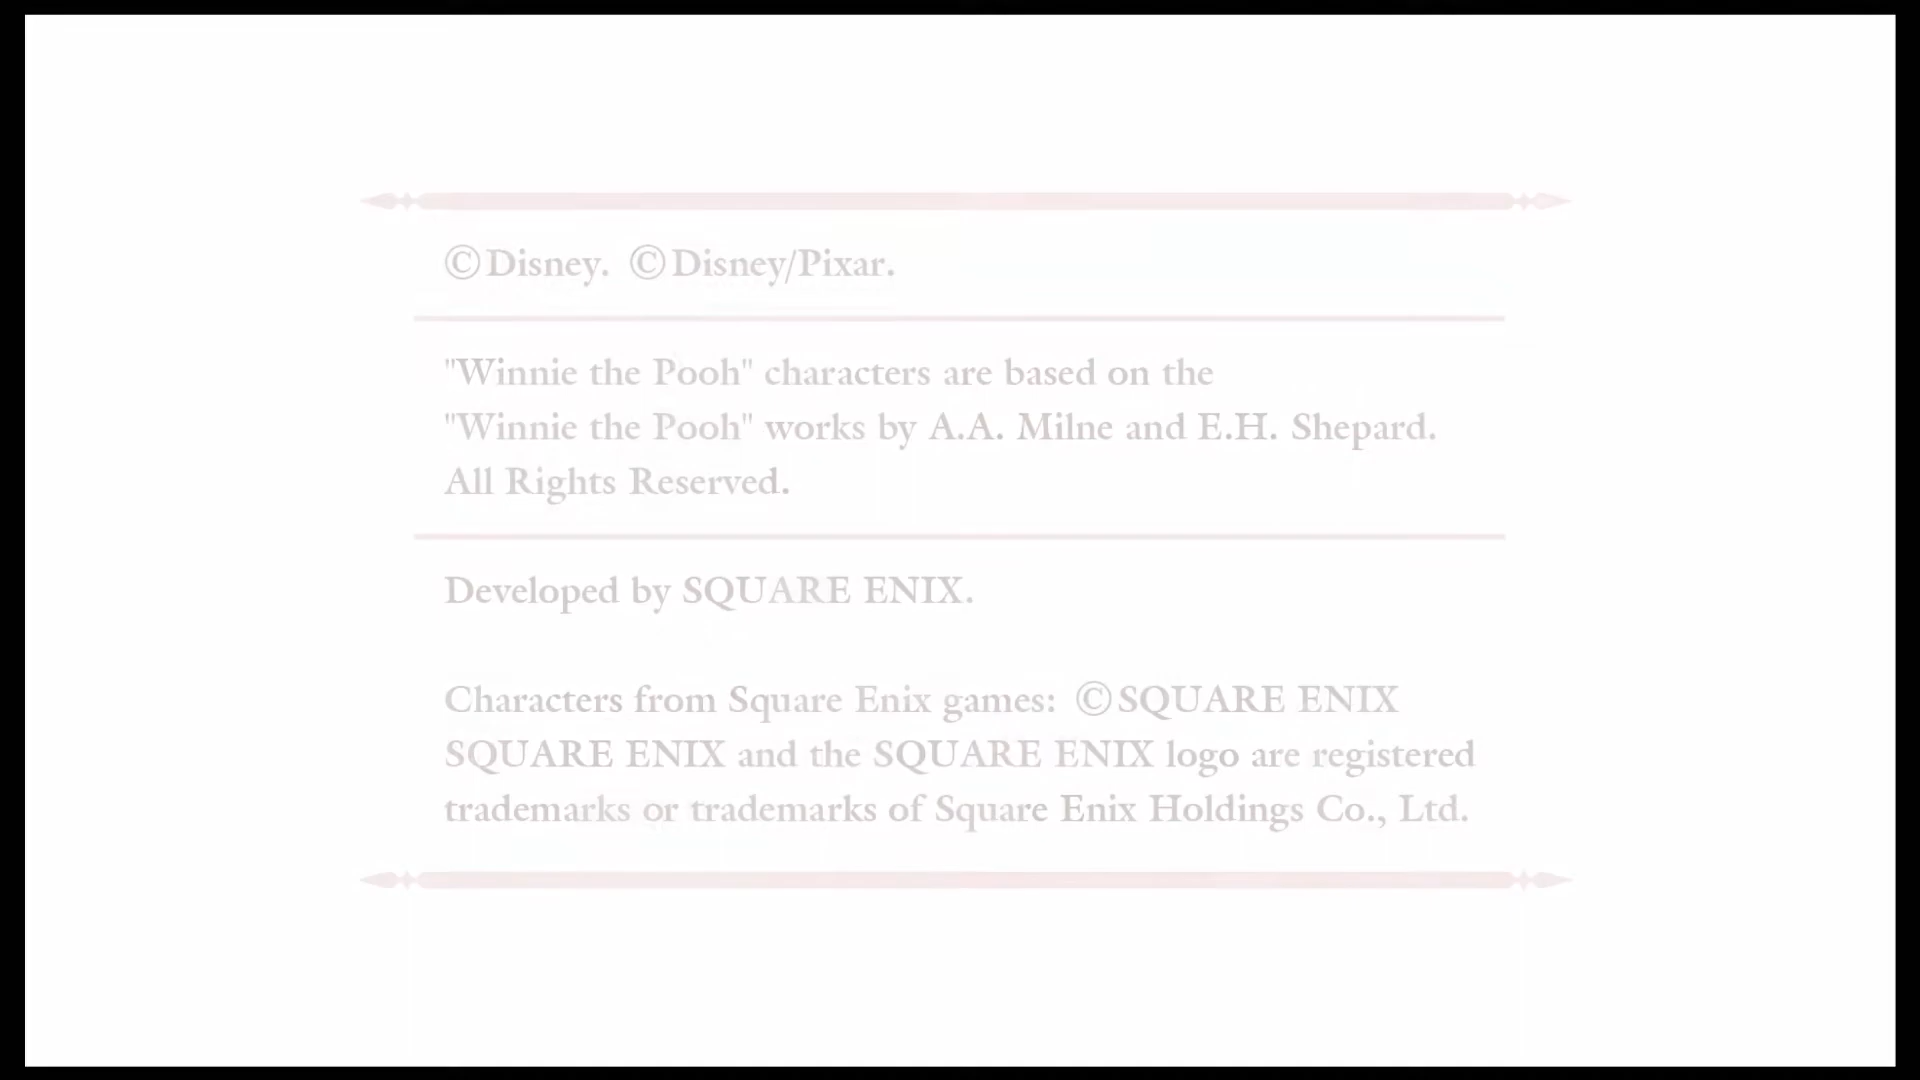 ©Disney. ©Disney/Pixar.
"Winnie the Pooh" characters are based on the
"Winnie the Pooh" works by A.A. Milne and E.H. Shepard.
All Rights Reserved.
Developed by SQUARE ENIX.
Characters from Square Enix games: ©SQUARE ENIX
SQUARE ENIX and the SQUARE ENIX logo are registered
trademarks or trademarks of Square Enix Holdings Co., Ltd.